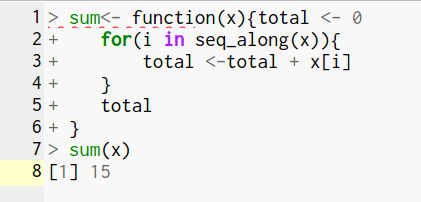 1 > sum<- function(x){total <- 0
2 +     for(i in seq_along(x)){
3 +         total <-total + x[i]
4 +     }
5 +     total
6 + }
7 > sum(x)
8 [1] 15